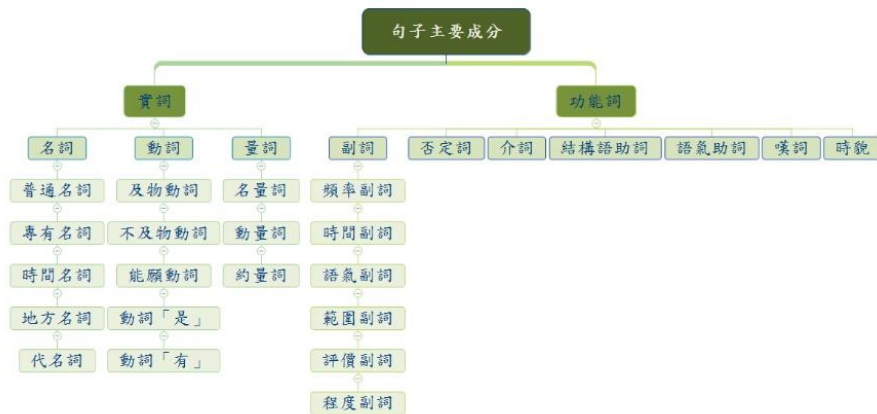 句子主要成分
實詞
功能詞
名詞
動詞
量詞
副詞
否定詞
介詞
結構語助詞
語氣助詞
嘆詞
時貌
普通名詞
及物動詞
名量詞
頻率副詞
專有名詞
不及物動詞
動量詞
時間副詞
時間名詞
能願動詞
約量詞
語氣副詞
地方名詞
動詞「是」
範圍副詞
代名詞
動詞「有」
評價副詞
程度副詞